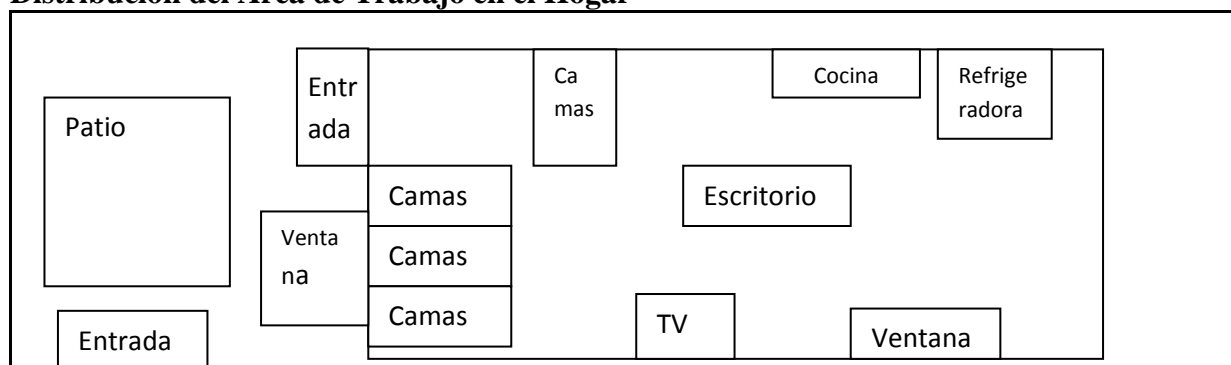 Distribución del Área de Trabajo en el Hogar
Patio
Entr
ada
Ca
mas
Cocina
Refrige
radora
Camas
Escritorio
Venta
na
Camas
Camas
TV
Ventana
Entrada